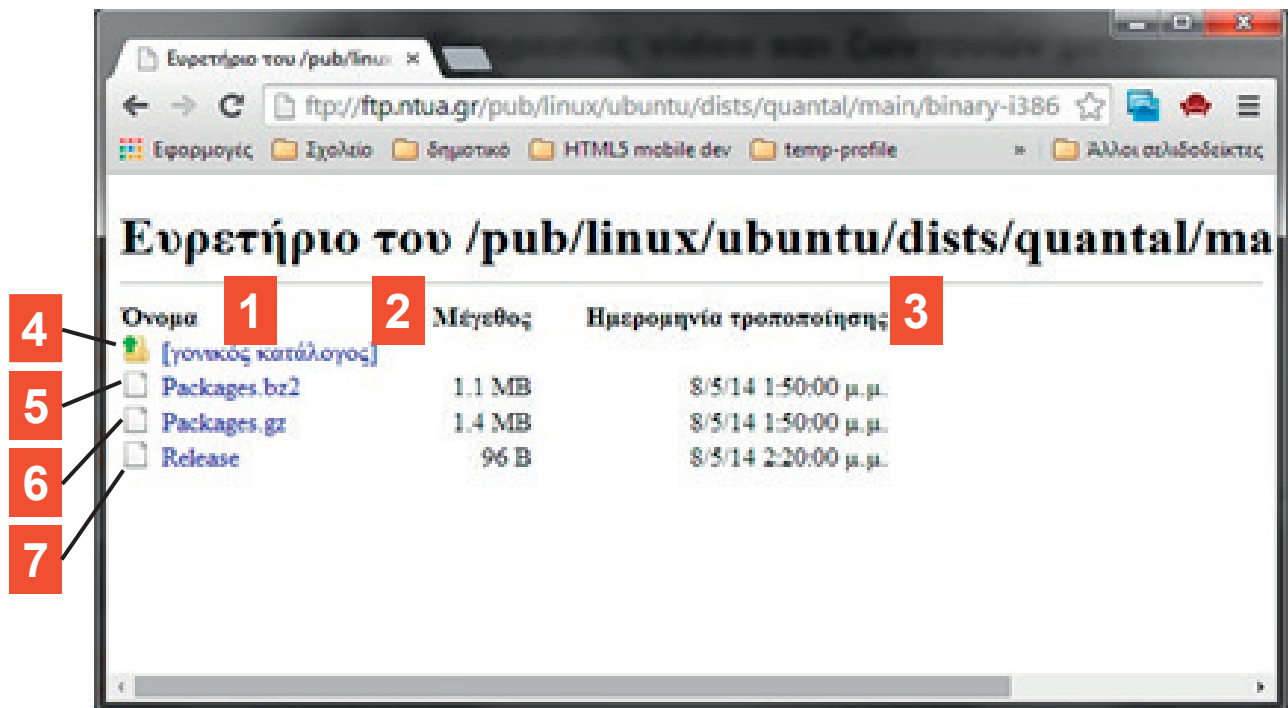 Ευρετήριο του /pub/linux
ftp://ftp.ntua.gr/pub/linux/ubuntu/dists/quantal/main/binary-i386
Εφαρμογές Σχολείο δημοτικό HTML5 mobile dev temp-profile » Άλλοι σελιδοδείκτες
Ευρετήριο του /pub/linux/ubuntu/dists/quantal/ma
Όνομα 1 2 Μέγεθος Ημερομηνία τροποποίησης 3
4 [γονικός κατάλογος]
5 Packages.bz2 1.1 MB 8/5/14 1:50:00 μ.μ.
6 Packages.gz 1.4 MB 8/5/14 1:50:00 μ.μ.
7 Release 96 B 8/5/14 2:20:00 μ.μ.